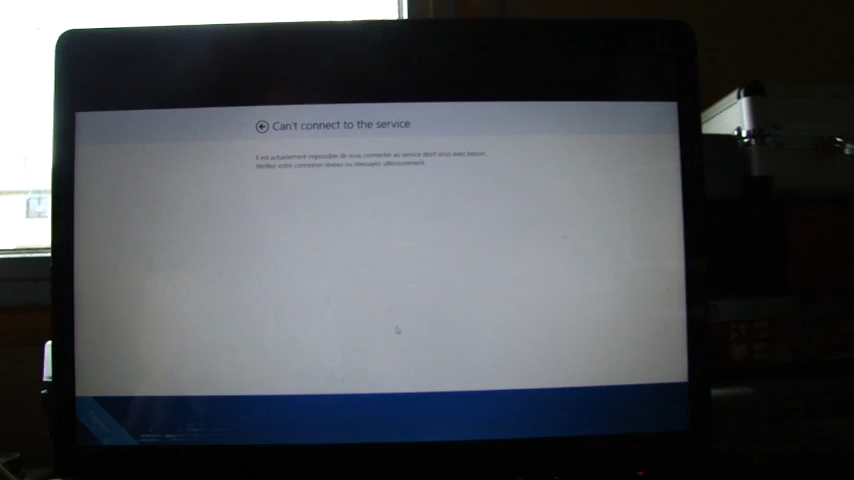 Can't connect to the service
Il est actuellement impossible de vous connecter au service dont vous avez besoin.
Vérifiez votre connexion réseau ou réessayez ultérieurement.